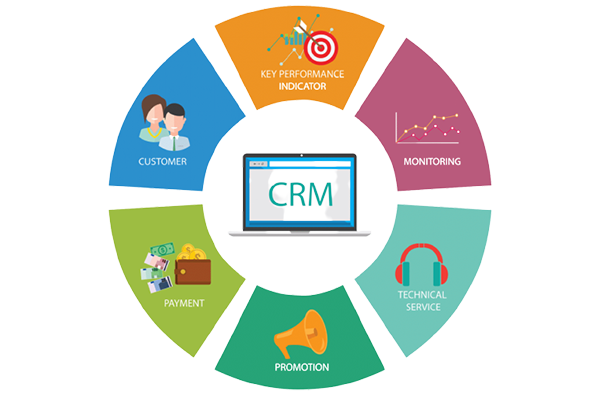 KEY PERFORMANCE
INDICATOR
CUSTOMER
MONITORING
CRM
PAYMENT
TECHNICAL
SERVICE
PROMOTION